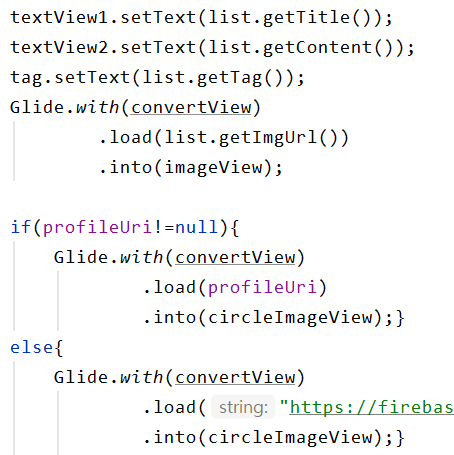 textView1.setText(list.getTitle());
textView2.setText(list.getContent());
tag.setText(list.getTag());
Glide.with(convertView)
.load(list.getImgUrl())
.into(imageView);
if(profileUri!=null){
Glide.with(convertView)
.load(profileUri)
.into(circleImageView);}
else{
Glide.with(convertView)
.load( string: "https://firebas
.into(circleImageView);}